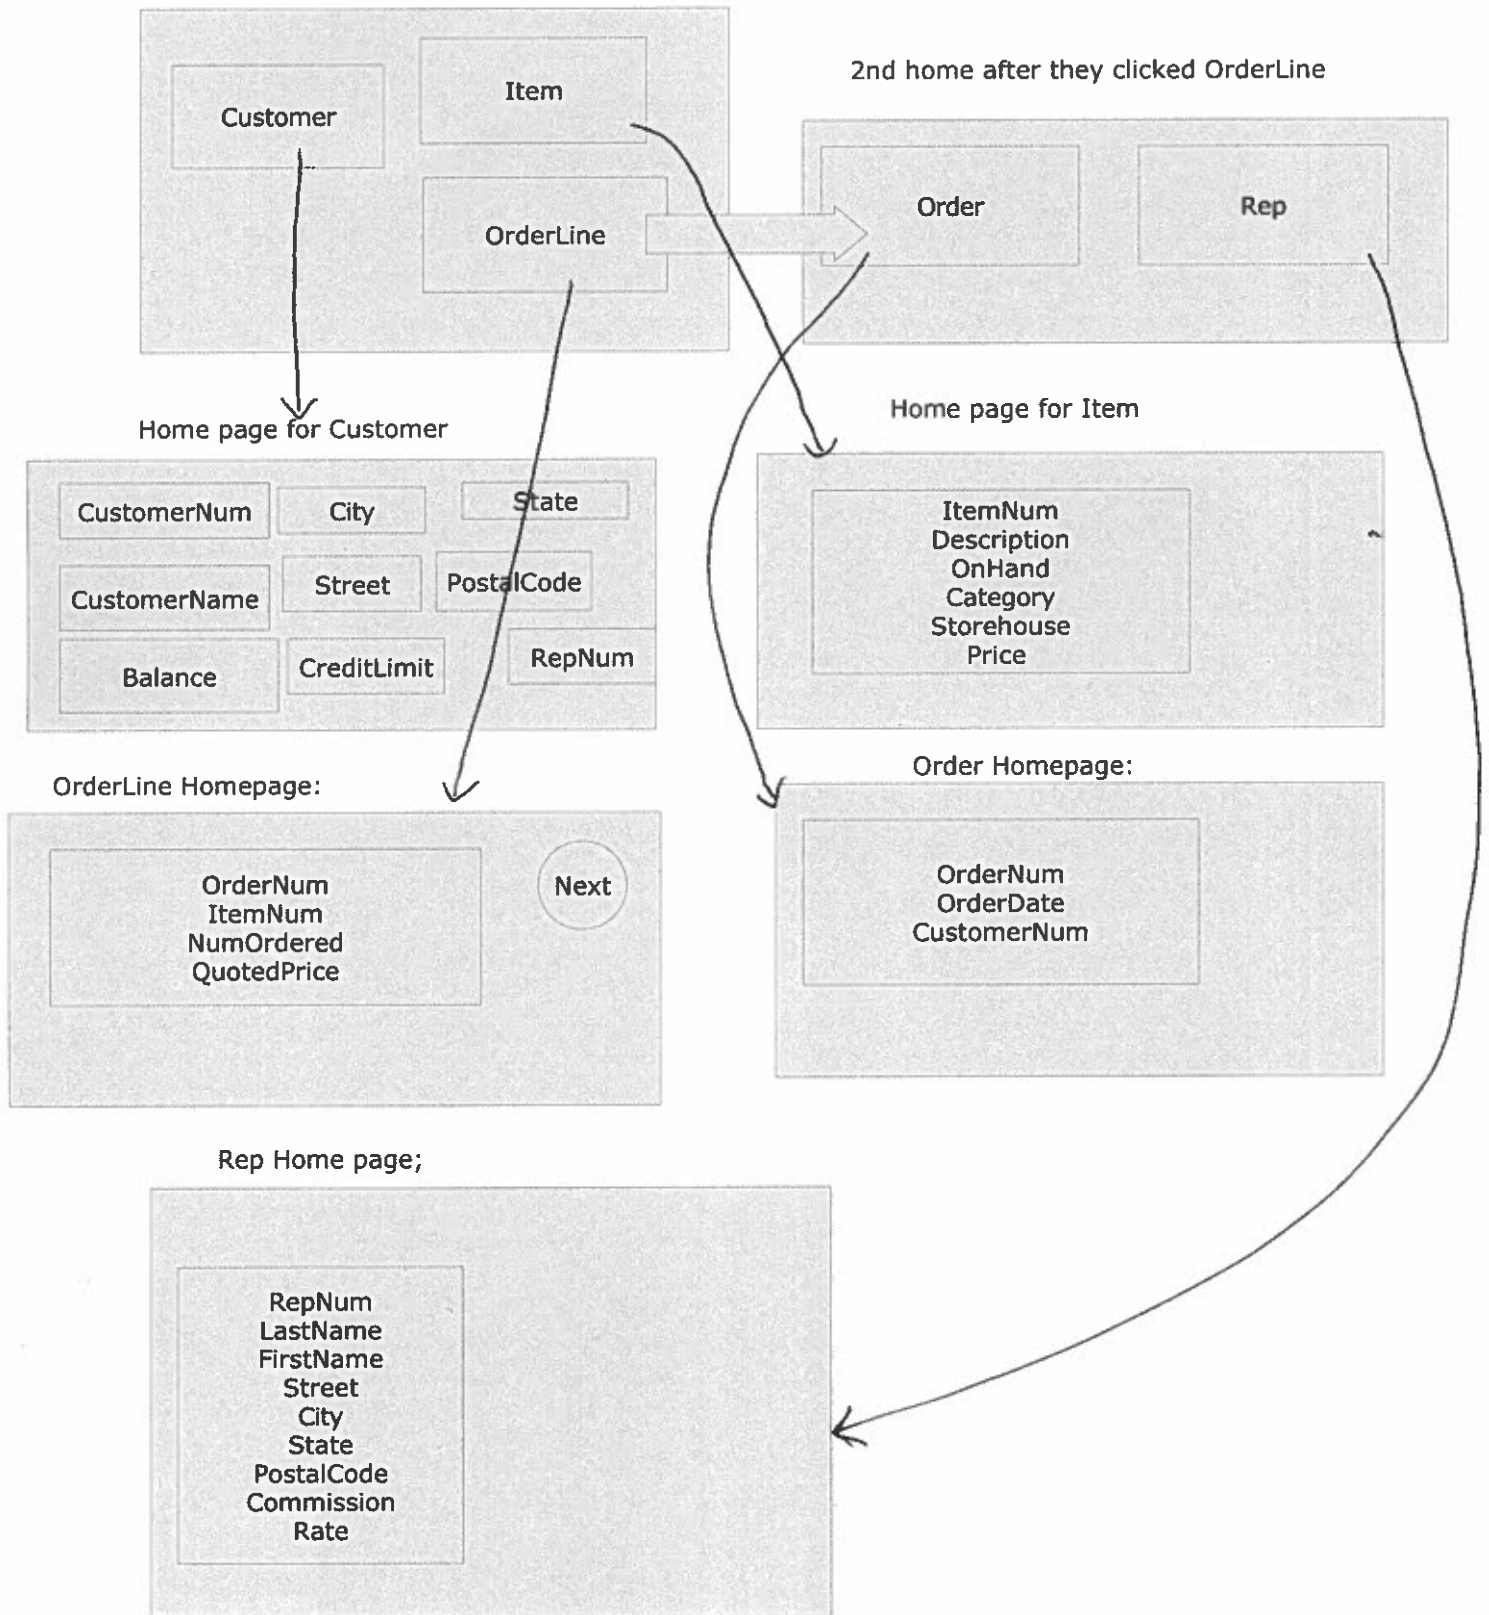 Customer
Item
OrderLine
2nd home after they clicked OrderLine
Order
Rep
Home page for Customer
CustomerNum
City
State
CustomerName
Street
PostalCode
Balance
CreditLimit
RepNum
Home page for Item
ItemNum
Description
OnHand
Category
Storehouse
Price
OrderLine Homepage:
OrderNum
ItemNum
NumOrdered
QuotedPrice
Next
Order Homepage:
OrderNum
OrderDate
CustomerNum
Rep Home page;
RepNum
LastName
FirstName
Street
City
State
PostalCode
Commission
Rate